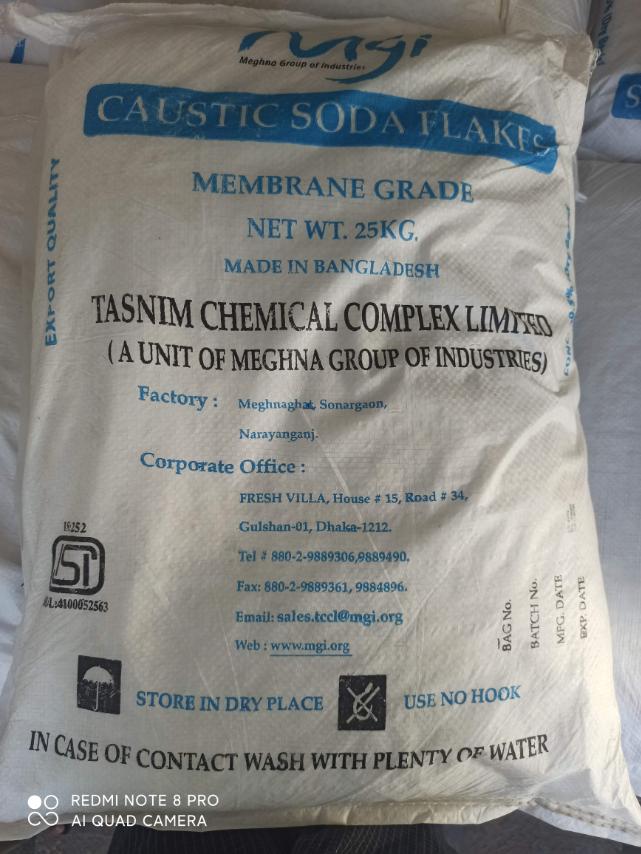 mgi
Meghna Group of Industries
CAUSTIC SODA FLAKES
MEMBRANE GRADE
NET WT. 25KG.
MADE IN BANGLADESH
EXPORT QUALITY
TASNIM CHEMICAL COMPLEX LIMITED
( A UNIT OF MEGHNA GROUP OF INDUSTRIES)
Factory : Meghnaghat, Sonargaon,
Narayanganj.
Corporate Office :
FRESH VILLA, House # 15, Road # 34,
Gulshan-01, Dhaka-1212.
Tel # 880-2-9889306,9889490.
Fax: 880-2-9889361, 9884896.
Email: sales.tccl@mgi.org
Web : www.mgi.org
IS:252
ISI
4100052563
BAG No.
BATCH No.
MFG. DATE
EXP. DATE
STORE IN DRY PLACE
USE NO HOOK
IN CASE OF CONTACT WASH WITH PLENTY OF WATER
REDMI NOTE 8 PRO
AI QUAD CAMERA